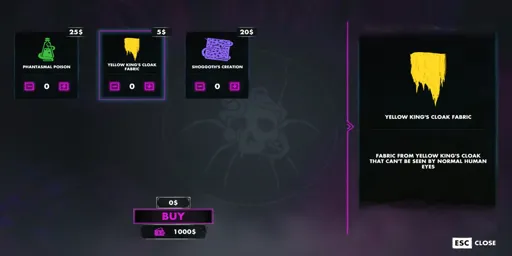 25$
PHANTASMAL POISON
0
5$
YELLOW KING'S CLOAK
FABRIC
0
20$
SHOGGOTH'S CREATION
0
YELLOW KING'S CLOAK FABRIC
FABRIC FROM YELLOW KING'S CLOAK
THAT CAN'T BE SEEN BY NORMAL HUMAN
EYES
0$
BUY
1000$
ESC CLOSE